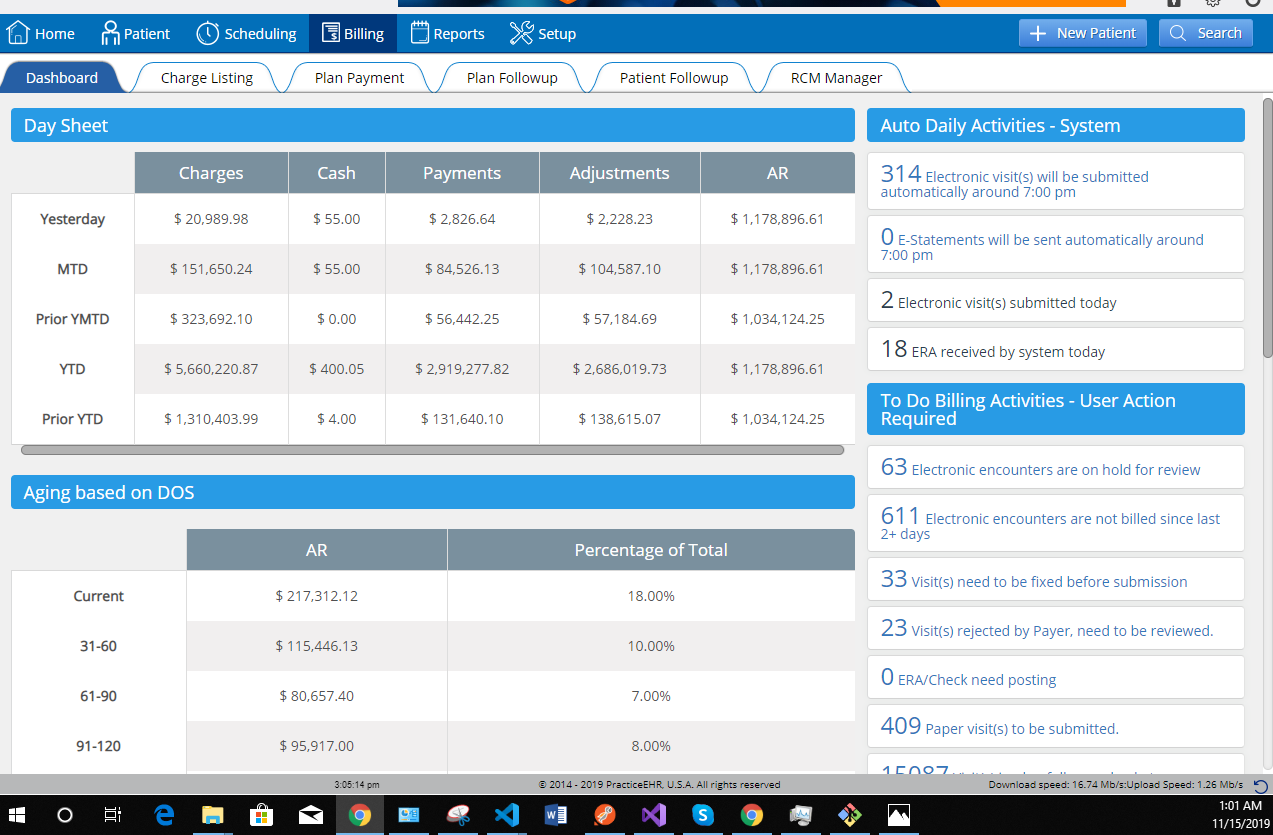 Home Patient Scheduling Billing Reports Setup New Patient Search
Dashboard Charge Listing Plan Payment Plan Followup Patient Followup RCM Manager
Day Sheet
Charges Cash Payments Adjustments AR
Yesterday $ 20,989.98 $ 55.00 $ 2,826.64 $ 2,228.23 $ 1,178,896.61
MTD $ 151,650.24 $ 55.00 $ 84,526.13 $ 104,587.10 $ 1,178,896.61
Prior YMTD $ 323,692.10 $ 0.00 $ 56,442.25 $ 57,184.69 $ 1,034,124.25
YTD $ 5,660,220.87 $ 400.05 $ 2,919,277.82 $ 2,686,019.73 $ 1,178,896.61
Prior YTD $ 1,310,403.99 $ 4.00 $ 131,640.10 $ 138,615.07 $ 1,034,124.25
Aging based on DOS
AR Percentage of Total
Current $ 217,312.12 18.00%
31-60 $ 115,446.13 10.00%
61-90 $ 80,657.40 7.00%
91-120 $ 95,917.00 8.00%
Auto Daily Activities - System
314 Electronic visit(s) will be submitted
automatically around 7:00 pm
0 E-Statements will be sent automatically around
7:00 pm
2 Electronic visit(s) submitted today
18 ERA received by system today
To Do Billing Activities - User Action
Required
63 Electronic encounters are on hold for review
611 Electronic encounters are not billed since last
2+ days
33 Visit(s) need to be fixed before submission
23 Visit(s) rejected by Payer, need to be reviewed.
0 ERA/Check need posting
409 Paper visit(s) to be submitted.
15087
3:05:14 pm © 2014 - 2019 PracticeEHR, U.S.A. All rights reserved Download speed: 16.74 Mb/s:Upload Speed: 1.26 Mb/s
1:01 AM
11/15/2019